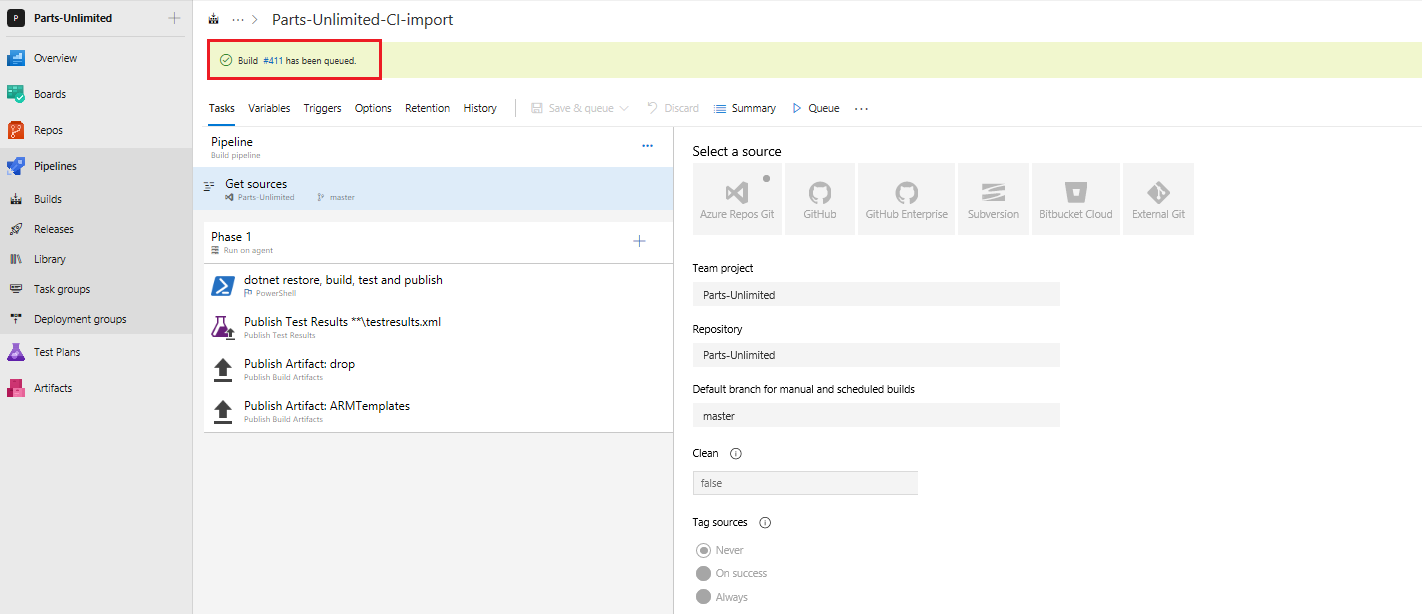 P Parts-Unlimited
Overview
Boards
Repos
Pipelines
Builds
Releases
Library
Task groups
Deployment groups
Test Plans
Artifacts
... Parts-Unlimited-CI-import
Build #411 has been queued.
Tasks Variables Triggers Options Retention History Save & queue Discard Summary Queue ...
Pipeline ...
Build pipeline
Get sources
Parts-Unlimited master
Phase 1
Run on agent
dotnet restore, build, test and publish
PowerShell
Publish Test Results **\testresults.xml
Publish Test Results
Publish Artifact: drop
Publish Build Artifacts
Publish Artifact: ARMTemplates
Publish Build Artifacts
Select a source
Azure Repos Git GitHub GitHub Enterprise Subversion Bitbucket Cloud External Git
Team project
Parts-Unlimited
Repository
Parts-Unlimited
Default branch for manual and scheduled builds
master
Clean
false
Tag sources
Never
On success
Always